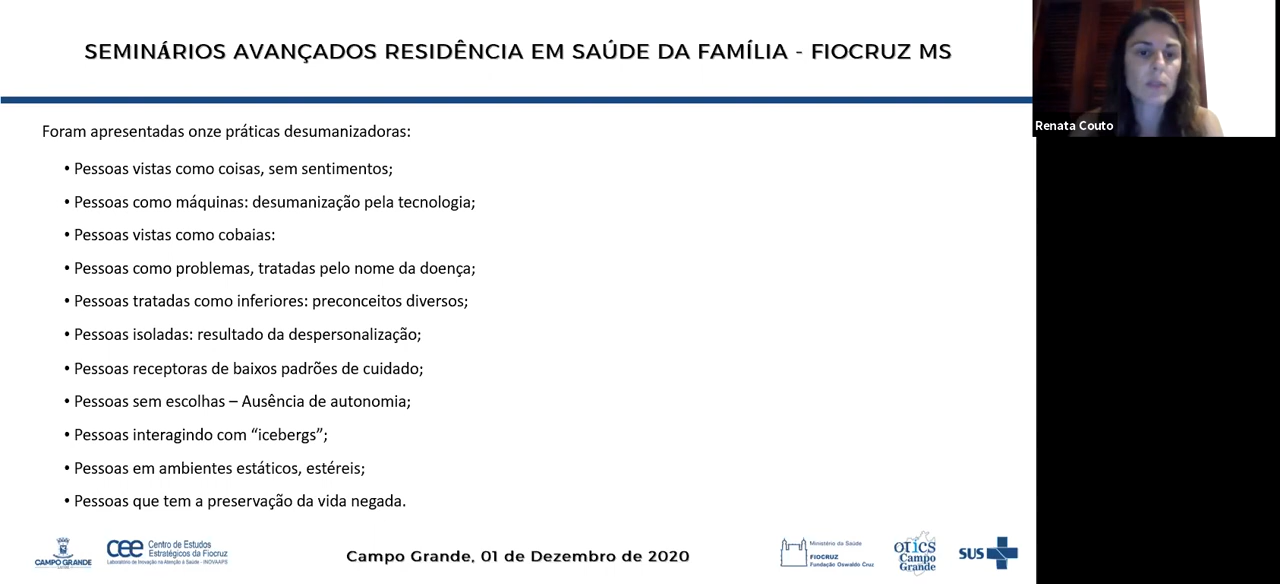 SEMINÁRIOS AVANÇADOS RESIDÊNCIA EM SAÚDE DA FAMÍLIA - FIOCRUZ MS
Renata Couto
Foram apresentadas onze práticas desumanizadoras:
• Pessoas vistas como coisas, sem sentimentos;
• Pessoas como máquinas: desumanização pela tecnologia;
• Pessoas vistas como cobaias:
• Pessoas como problemas, tratadas pelo nome da doença;
• Pessoas tratadas como inferiores: preconceitos diversos;
• Pessoas isoladas: resultado da despersonalização;
• Pessoas receptoras de baixos padrões de cuidado;
• Pessoas sem escolhas – Ausência de autonomia;
• Pessoas interagindo com “icebergs”;
• Pessoas em ambientes estáticos, estéreis;
• Pessoas que tem a preservação da vida negada.
CAMPO GRANDE
cee
Centro de Estudos
Estratégicos da Fiocruz
Laboratório de Inovação na Atenção à Saúde - INOVAAPS
Campo Grande, 01 de Dezembro de 2020
Ministério da Saúde
FIOCRUZ
Fundação Oswaldo Cruz
OTICS
Campo
Grande
SUS